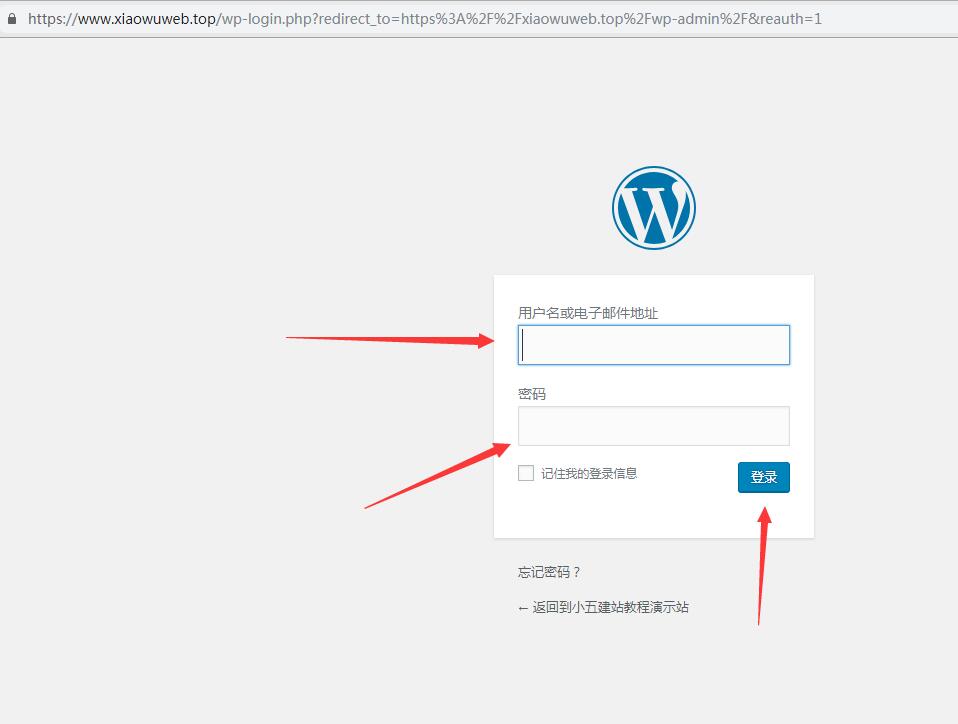 https://www.xiaowuweb.top/wp-login.php?redirect_to=https%3A%2F%2Fxiaowuweb.top%2Fwp-admin%2F&reauth=1
用户名或电子邮件地址
密码
记住我的登录信息
登录
忘记密码？
← 返回到小五建站教程演示站